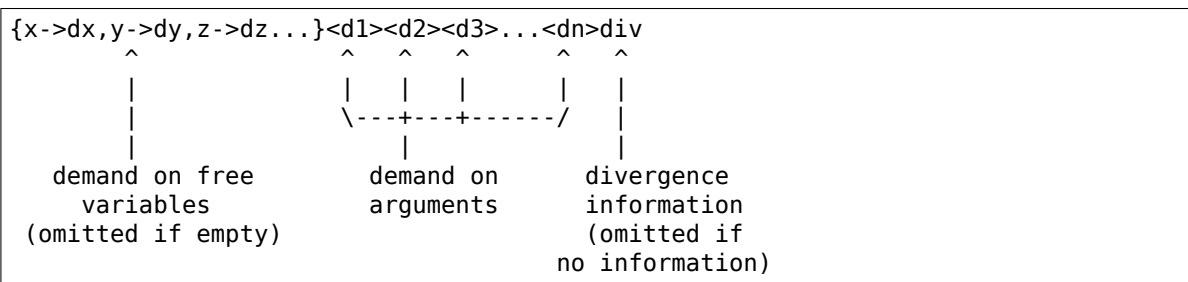 {x->dx,y->dy,z->dz...}<d1><d2><d3>...<dn>div
        ^              ^   ^   ^      ^   ^
        |              |   |   |      |   |
        |              \---+---+------/   |
        |                  |              |
   demand on free        demand on      divergence
     variables           arguments      information
 (omitted if empty)                     (omitted if
                                      no information)